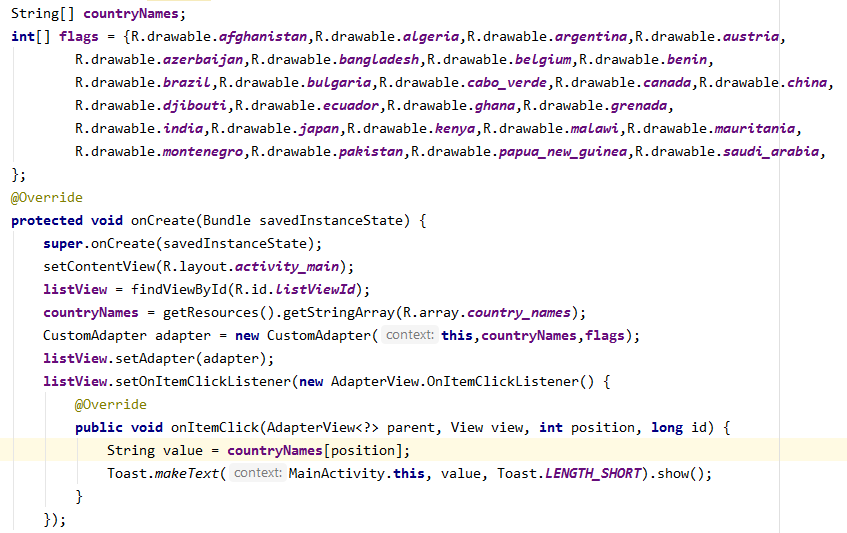 String[] countryNames;
int[] flags = {R.drawable.afghanistan,R.drawable.algeria,R.drawable.argentina,R.drawable.austria,
R.drawable.azerbaijan,R.drawable.bangladesh,R.drawable.belgium,R.drawable.benin,
R.drawable.brazil,R.drawable.bulgaria,R.drawable.cabo_verde,R.drawable.canada,R.drawable.china,
R.drawable.djibouti,R.drawable.ecuador,R.drawable.ghana,R.drawable.grenada,
R.drawable.india,R.drawable.japan,R.drawable.kenya,R.drawable.malawi,R.drawable.mauritania,
R.drawable.montenegro,R.drawable.pakistan,R.drawable.papua_new_guinea,R.drawable.saudi_arabia,
};
@Override
protected void onCreate(Bundle savedInstanceState) {
super.onCreate(savedInstanceState);
setContentView(R.layout.activity_main);
listView = findViewById(R.id.listViewId);
countryNames = getResources().getStringArray(R.array.country_names);
CustomAdapter adapter = new CustomAdapter( context: this,countryNames,flags);
listView.setAdapter(adapter);
listView.setOnItemClickListener(new AdapterView.OnItemClickListener() {
@Override
public void onItemClick(AdapterView<?> parent, View view, int position, long id) {
String value = countryNames[position];
Toast.makeText( context: MainActivity.this, value, Toast.LENGTH_SHORT).show();
}
});